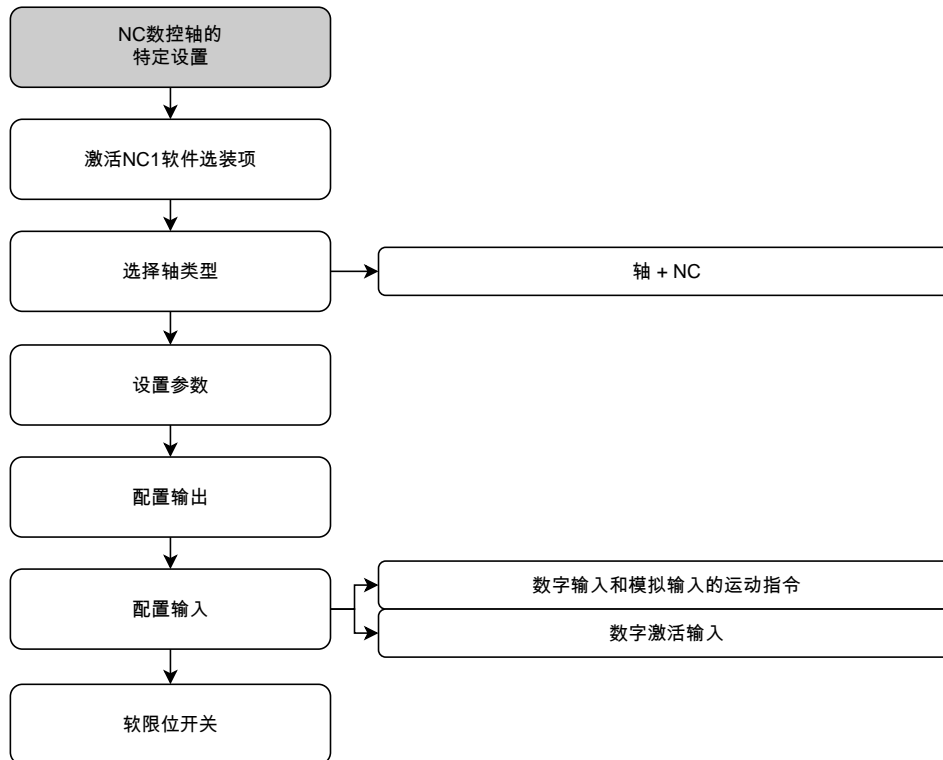 NC数控轴的
特定设置
激活NC1软件选装项
选择轴类型
轴 + NC
设置参数
配置输出
配置输入
数字输入和模拟输入的运动指令
数字激活输入
软限位开关